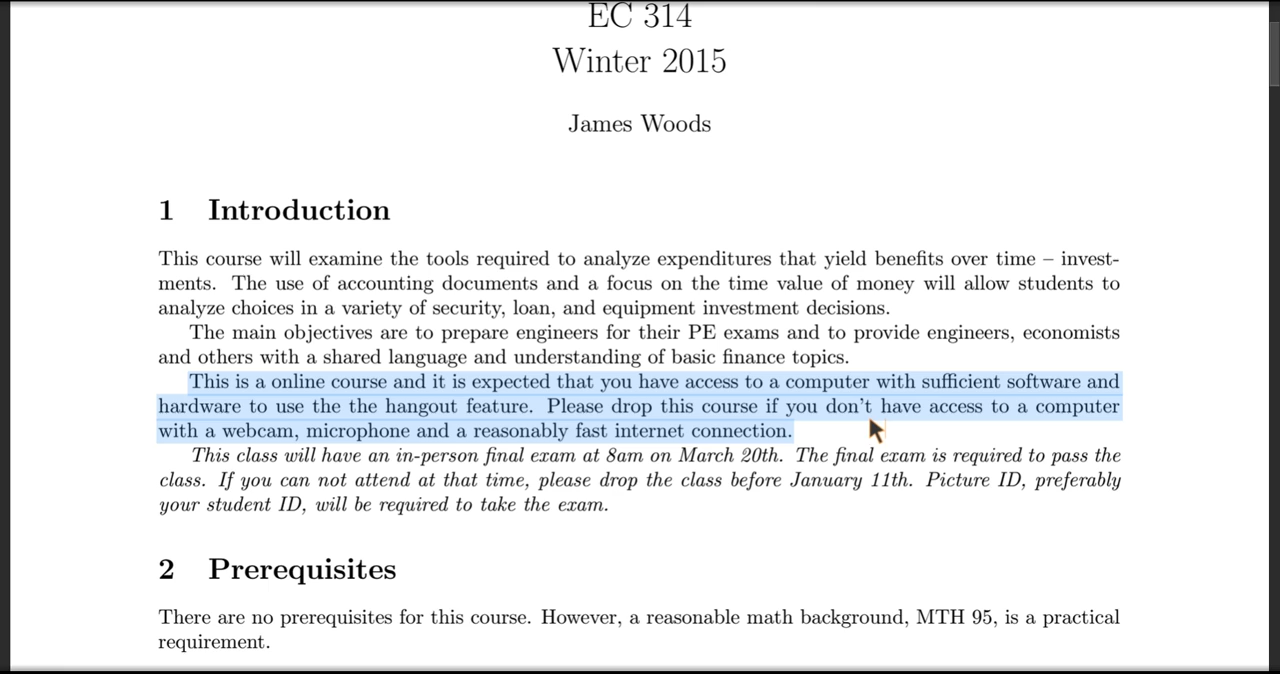 EC 314
Winter 2015
James Woods
1 Introduction
This course will examine the tools required to analyze expenditures that yield benefits over time – invest-
ments. The use of accounting documents and a focus on the time value of money will allow students to
analyze choices in a variety of security, loan, and equipment investment decisions.
The main objectives are to prepare engineers for their PE exams and to provide engineers, economists
and others with a shared language and understanding of basic finance topics.
This is a online course and it is expected that you have access to a computer with sufficient software and
hardware to use the the hangout feature. Please drop this course if you don't have access to a computer
with a webcam, microphone and a reasonably fast internet connection.
This class will have an in-person final exam at 8am on March 20th. The final exam is required to pass the
class. If you can not attend at that time, please drop the class before January 11th. Picture ID, preferably
your student ID, will be required to take the exam.
2 Prerequisites
There are no prerequisites for this course. However, a reasonable math background, MTH 95, is a practical
requirement.